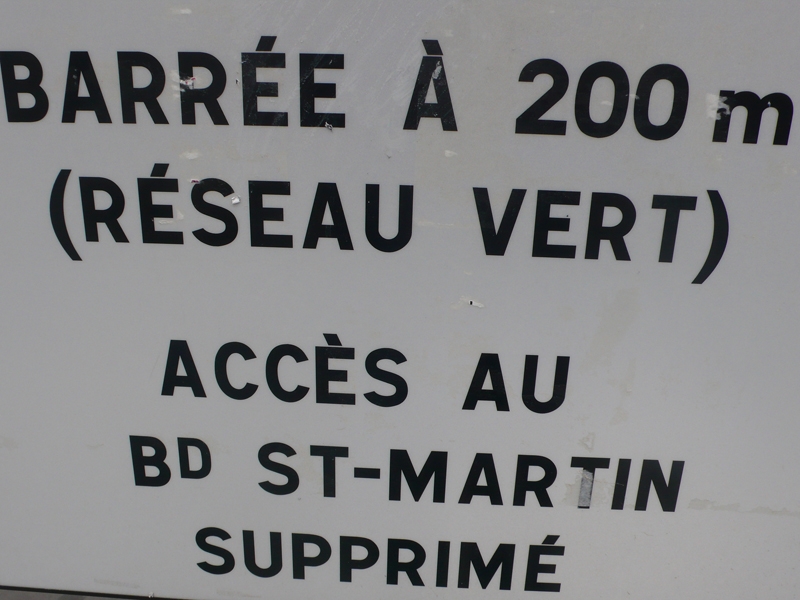 BARRÉE À 200 m
(RÉSEAU VERT)
ACCÈS AU
BD ST-MARTIN
SUPPRIMÉ